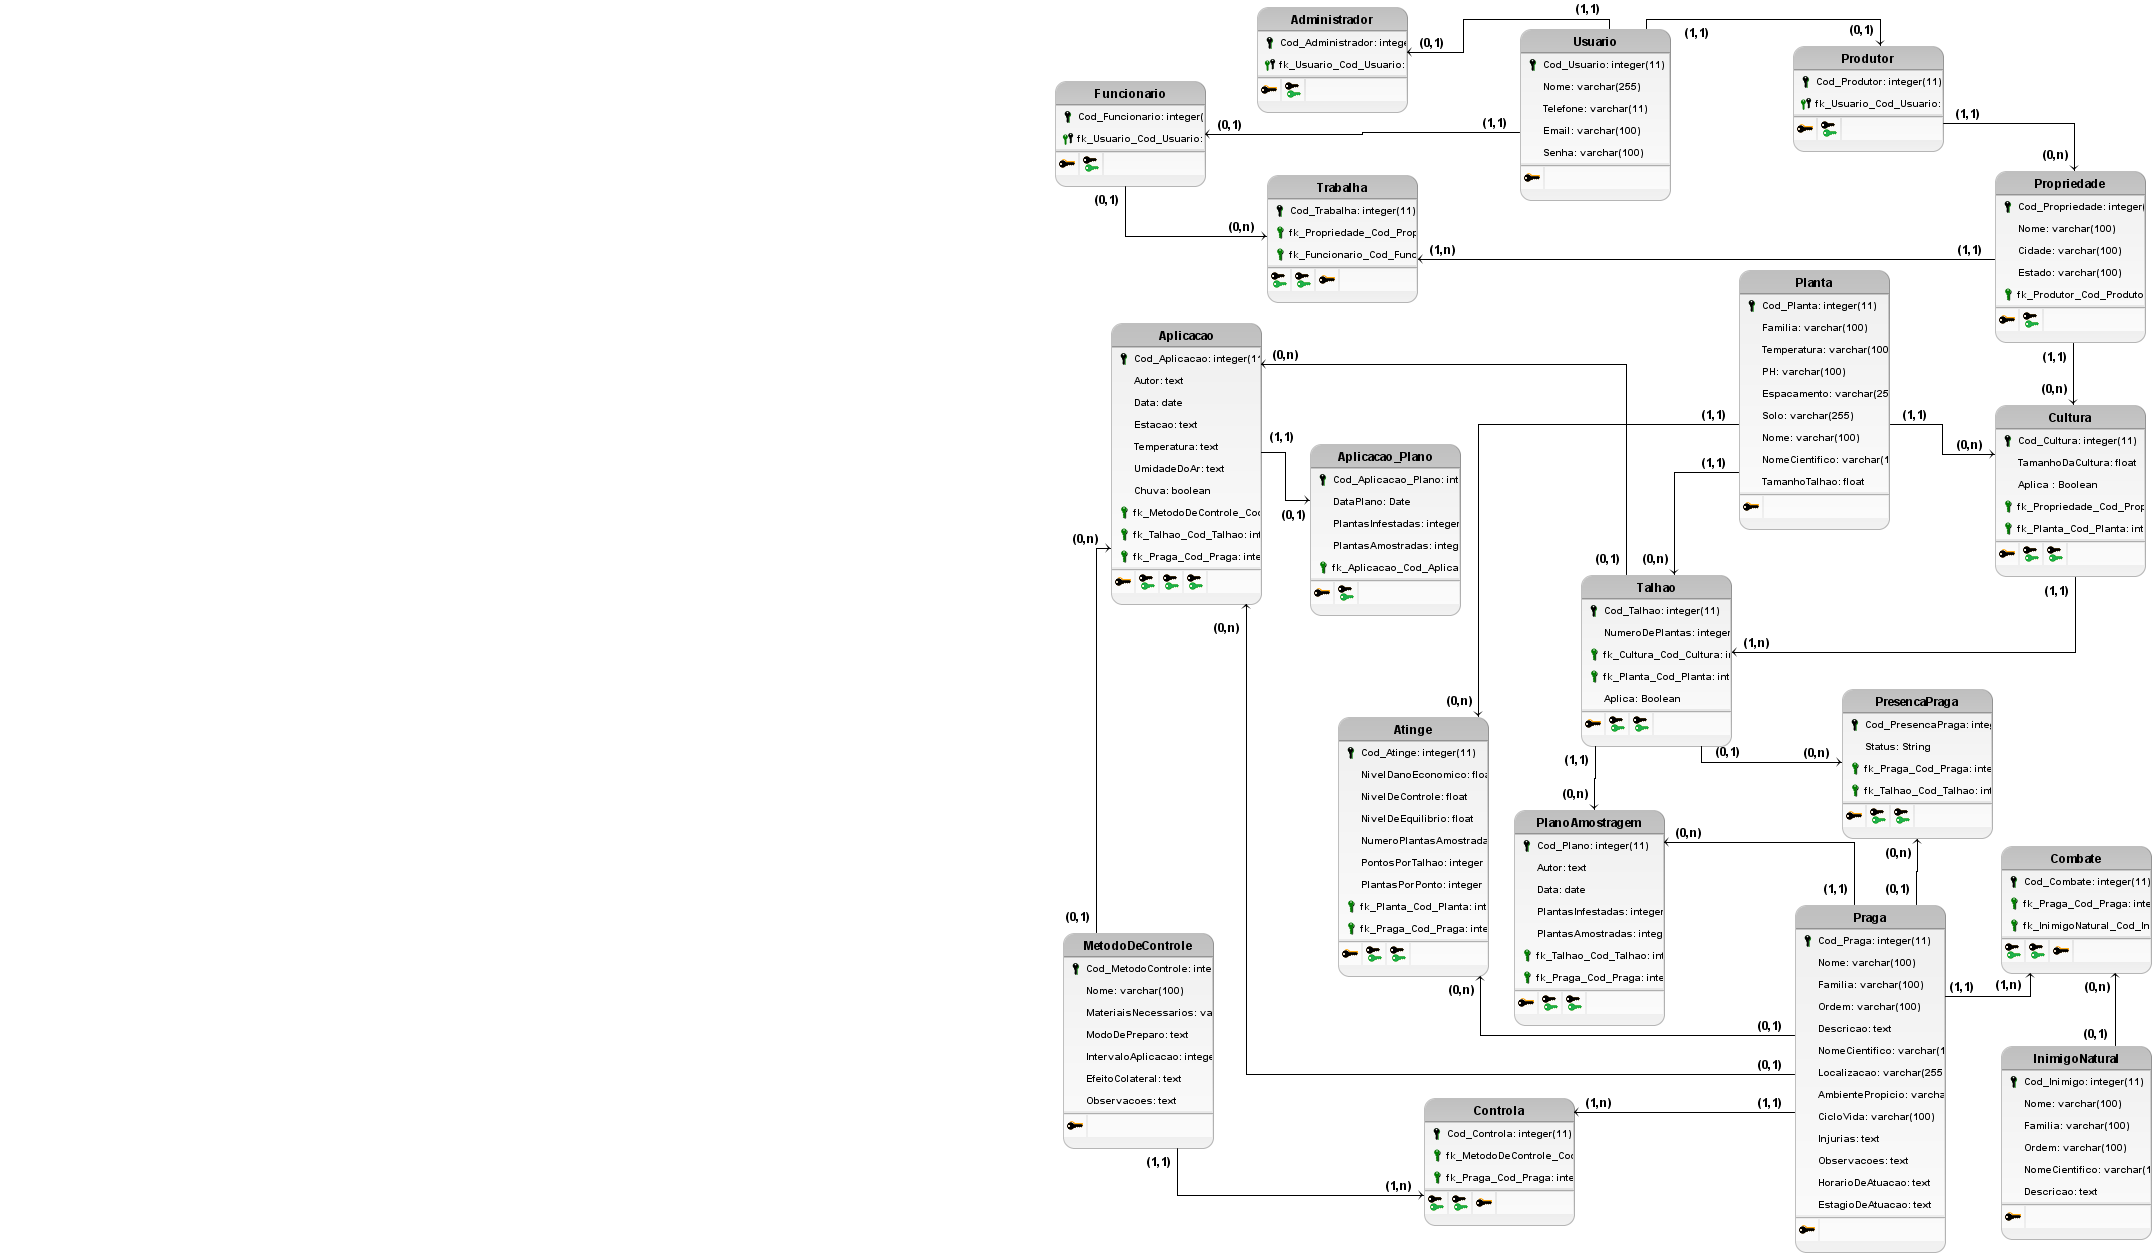 Administrador
Cod_Administrador: intege
fk_Usuario_Cod_Usuario:
(0,1)
(1,1)
Usuario
Cod_Usuario: integer(11)
Nome: varchar(255)
Telefone: varchar(11)
Email: varchar(100)
Senha: varchar(100)
(1,1)
(0,1)
Produtor
Cod_Produtor: integer(11)
fk_Usuario_Cod_Usuario:
(1,1)
(0,n)
Funcionario
Cod_Funcionario: integer(
fk_Usuario_Cod_Usuario:
(0,1)
(1,1)
(0,1)
(0,n)
Trabalha
Cod_Trabalha: integer(11)
fk_Propriedade_Cod_Prop
fk_Funcionario_Cod_Func
(1,n)
(1,1)
Propriedade
Cod_Propriedade: integer(
Nome: varchar(100)
Cidade: varchar(100)
Estado: varchar(100)
fk_Produtor_Cod_Produto
(1,1)
(0,n)
Planta
Cod_Planta: integer(11)
Familia: varchar(100)
Temperatura: varchar(100
PH: varchar(100)
Espacamento: varchar(25
Solo: varchar(255)
Nome: varchar(100)
NomeCientifico: varchar(1
TamanhoTalhao: float
(1,1)
(1,1)
(1,1)
(0,n)
Cultura
Cod_Cultura: integer(11)
TamanhoDaCultura: float
Aplica : Boolean
fk_Propriedade_Cod_Prop
fk_Planta_Cod_Planta: int
(1,1)
(1,n)
Aplicacao
Cod_Aplicacao: integer(11
Autor: text
Data: date
Estacao: text
Temperatura: text
UmidadeDoAr: text
Chuva: boolean
fk_MetodoDeControle_Coc
fk_Talhao_Cod_Talhao: int
fk_Praga_Cod_Praga: inte
(0,n)
(1,1)
(0,1)
(0,n)
(0,n)
Aplicacao_Plano
Cod_Aplicacao_Plano: int
DataPlano: Date
PlantasInfestadas: integer
PlantasAmostradas: integ
fk_Aplicacao_Cod_Aplica
(0,1)
(0,n)
Talhao
Cod_Talhao: integer(11)
NumeroDePlantas: integer
fk_Cultura_Cod_Cultura: i
fk_Planta_Cod_Planta: int
Aplica: Boolean
(1,1)
(0,n)
(0,1)
(0,n)
PresencaPraga
Cod_PresencaPraga: inte
Status: String
fk_Praga_Cod_Praga: inte
fk_Talhao_Cod_Talhao: int
(0,n)
(0,1)
(0,n)
Atinge
Cod_Atinge: integer(11)
NivelDanoEconomico: floa
NivelDeControle: float
NivelDeEquilibrio: float
NumeroPlantasAmostrada
PontosPorTalhao: integer
PlantasPorPonto: integer
fk_Planta_Cod_Planta: int
fk_Praga_Cod_Praga: inte
(0,n)
PlanoAmostragem
Cod_Plano: integer(11)
Autor: text
Data: date
PlantasInfestadas: integer
PlantasAmostradas: integ
fk_Talhao_Cod_Talhao: int
fk_Praga_Cod_Praga: inte
(0,n)
(1,1)
Combate
Cod_Combate: integer(11)
fk_Praga_Cod_Praga: inte
fk_InimigoNatural_Cod_In
(1,1)
(1,n)
(0,n)
(0,1)
Praga
Cod_Praga: integer(11)
Nome: varchar(100)
Familia: varchar(100)
Ordem: varchar(100)
Descricao: text
NomeCientifico: varchar(1
Localizacao: varchar(255
AmbientePropicio: varcha
CicloVida: varchar(100)
Injurias: text
Observacoes: text
HorarioDeAtuacao: text
EstagioDeAtuacao: text
(0,1)
(0,1)
(1,1)
InimigoNatural
Cod_Inimigo: integer(11)
Nome: varchar(100)
Familia: varchar(100)
Ordem: varchar(100)
NomeCientifico: varchar(1
Descricao: text
(0,1)
MetodoDeControle
Cod_MetodoControle: inte
Nome: varchar(100)
MateriaisNecessarios: va
ModoDePreparo: text
IntervaloAplicacao: intege
EfeitoColateral: text
Observacoes: text
(1,1)
(1,n)
Controla
Cod_Controla: integer(11)
fk_MetodoDeControle_Coc
fk_Praga_Cod_Praga: inte
(1,n)